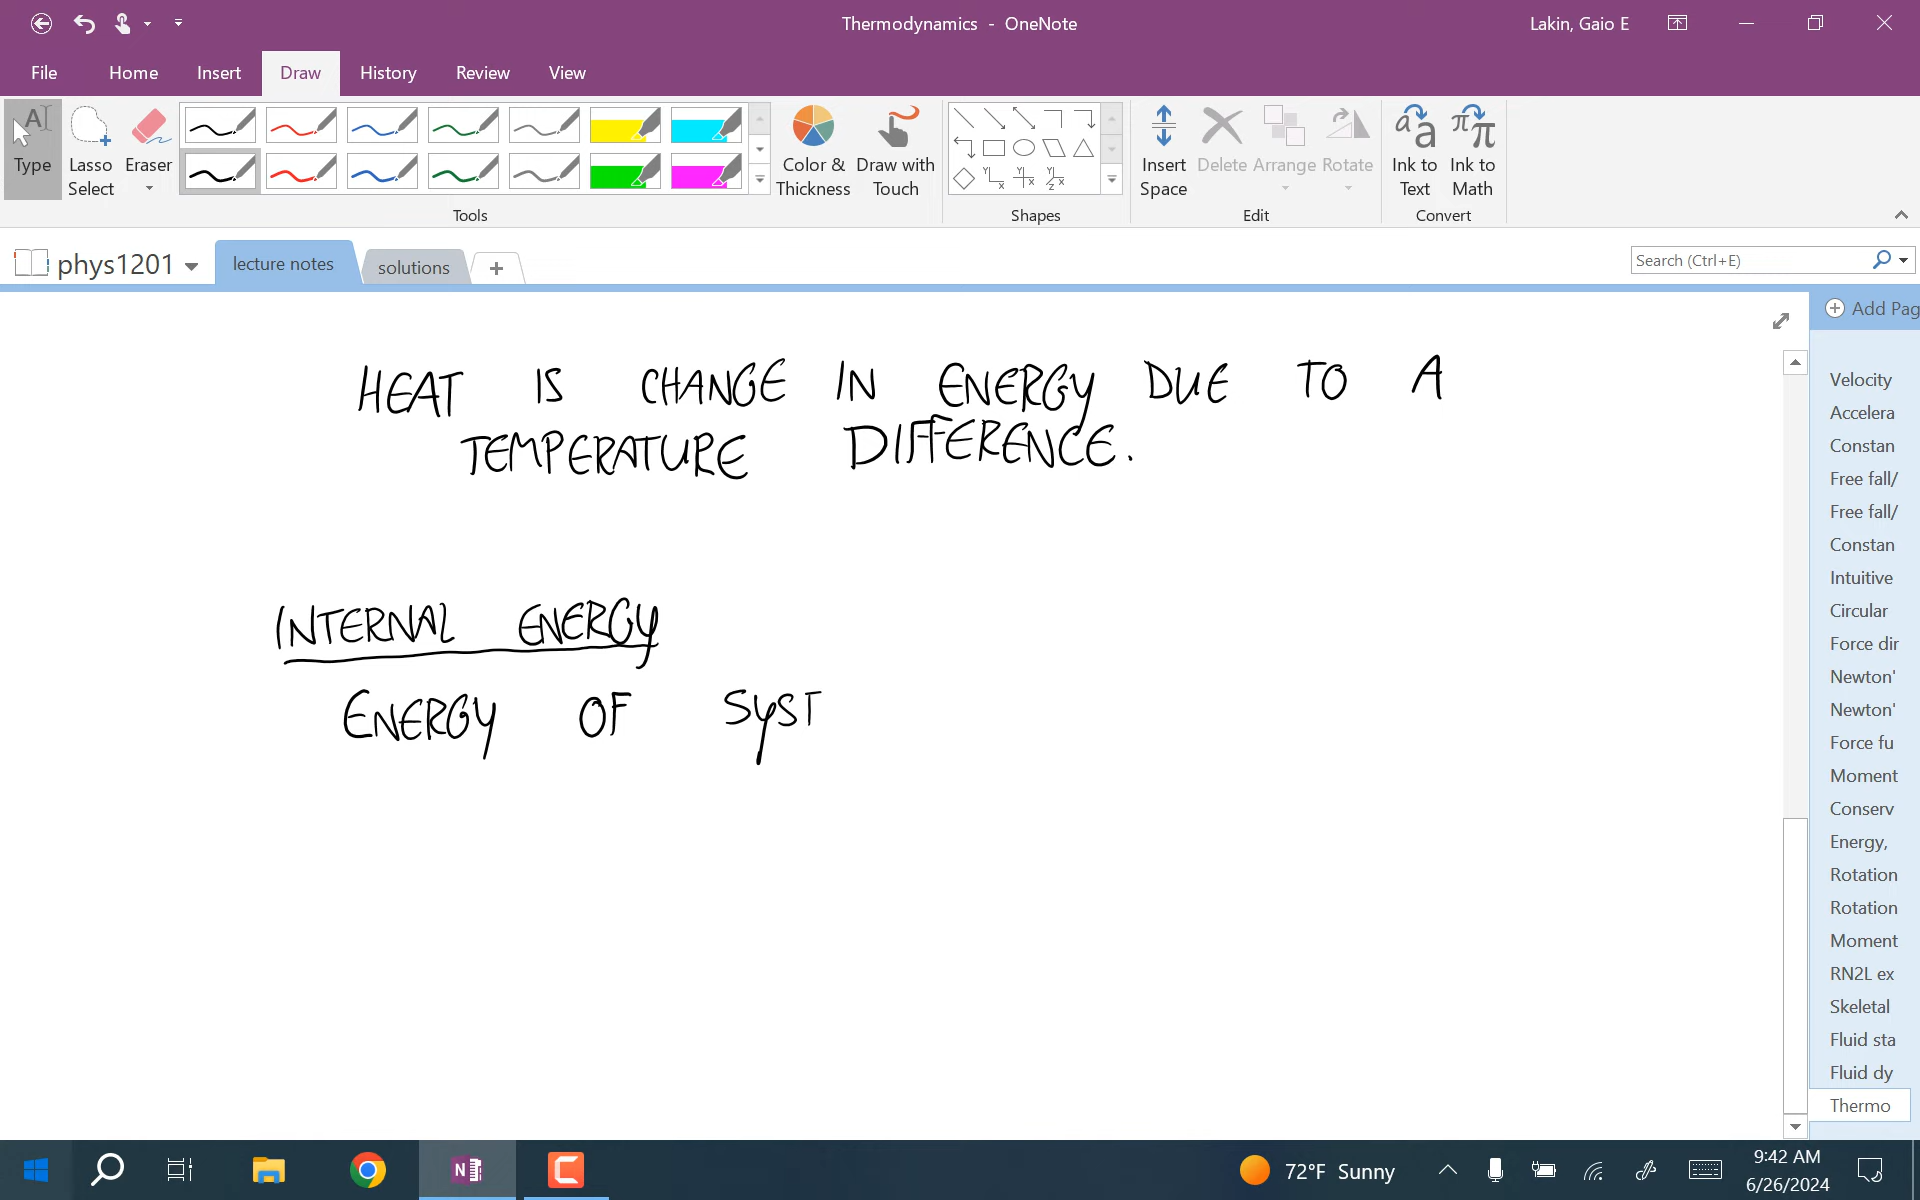 Thermodynamics - OneNote
Lakin, Gaio E
File Home Insert Draw History Review View
Type
Lasso Select
Eraser
Color & Thickness
Draw with Touch
Insert Space
Delete
Arrange
Rotate
Ink to Text
Ink to Math
Tools
Shapes
Edit
Convert
phys1201
lecture notes
solutions
Search (Ctrl+E)
Add Pag
HEAT IS CHANGE IN ENERGY DUE TO A
TEMPERATURE DIFFERENCE.
INTERNAL ENERGY
ENERGY OF SYST
Velocity
Accelera
Constan
Free fall/
Free fall/
Constan
Intuitive
Circular
Force dir
Newton'
Newton'
Force fu
Moment
Conserv
Energy,
Rotation
Rotation
Moment
RN2L ex
Skeletal
Fluid sta
Fluid dy
Thermo
72°F Sunny
9:42 AM
6/26/2024